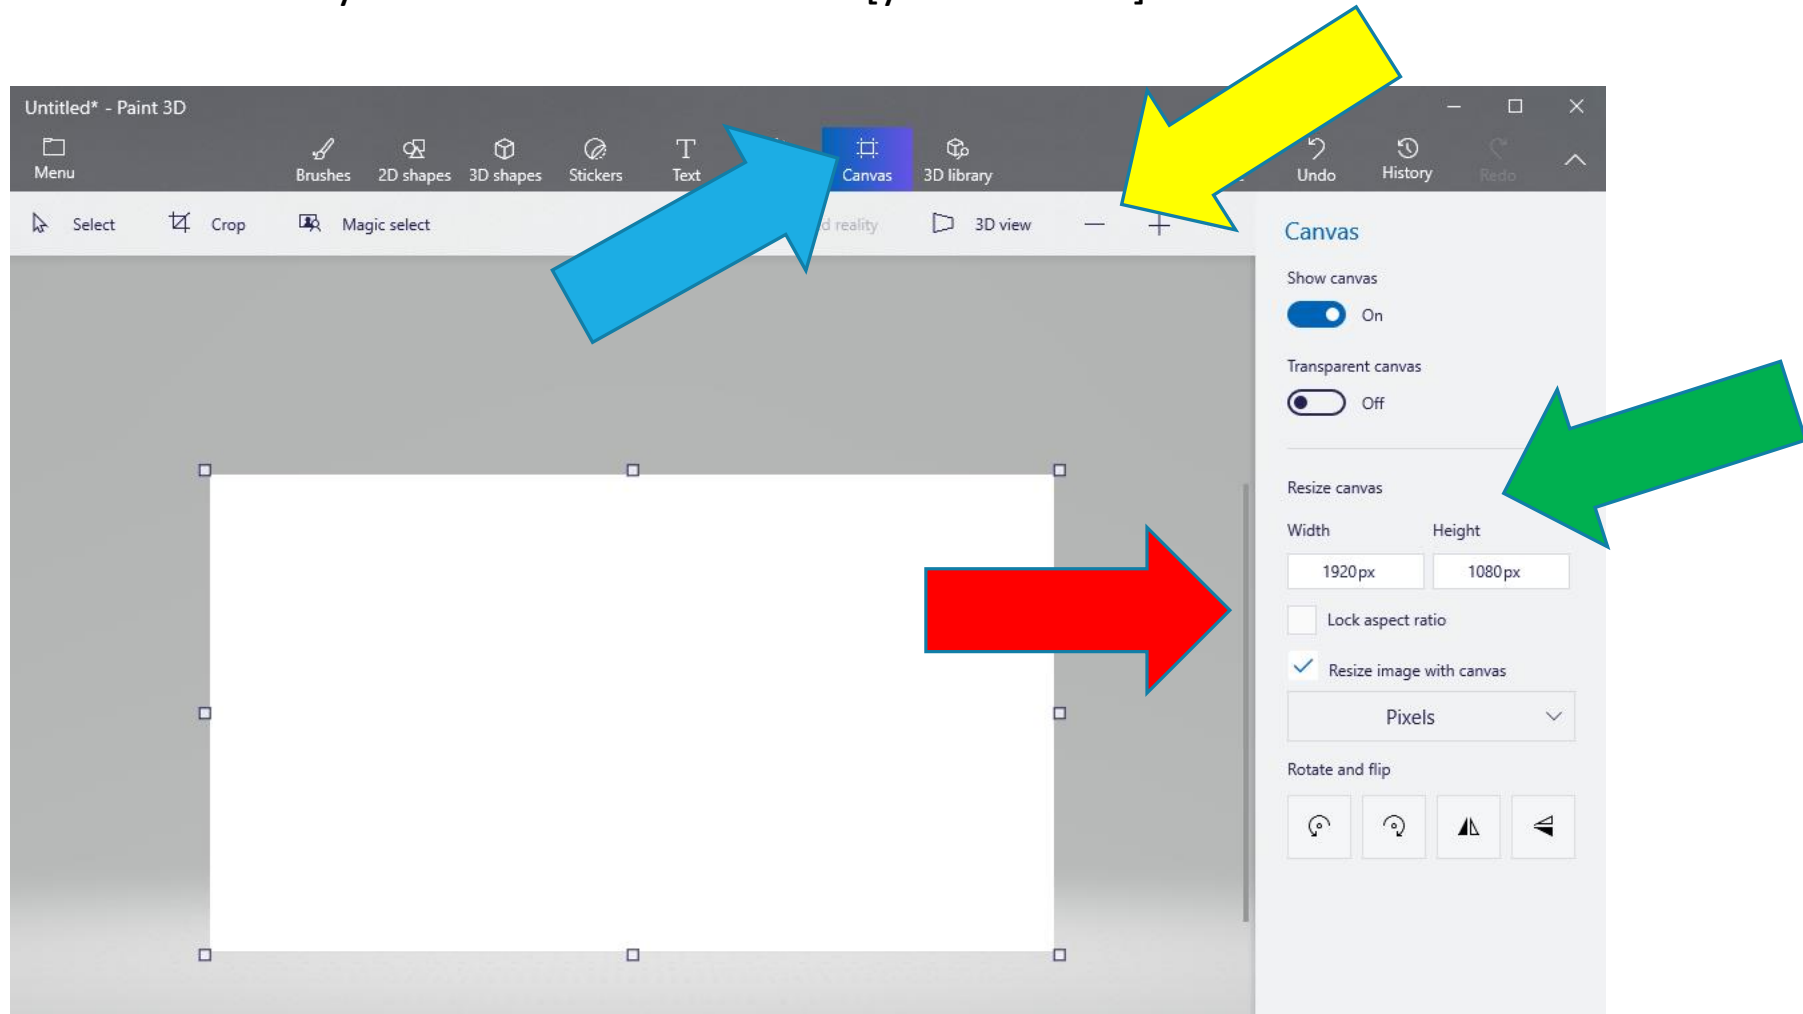 Untitled* - Paint 3D
Menu
Brushes 2D shapes 3D shapes Stickers Text Canvas 3D library Undo History Redo
Select Crop Magic select reality 3D view
Canvas
Show canvas
On
Transparent canvas
Off
Resize canvas
Width Height
1920px 1080px
Lock aspect ratio
Resize image with canvas
Pixels
Rotate and flip